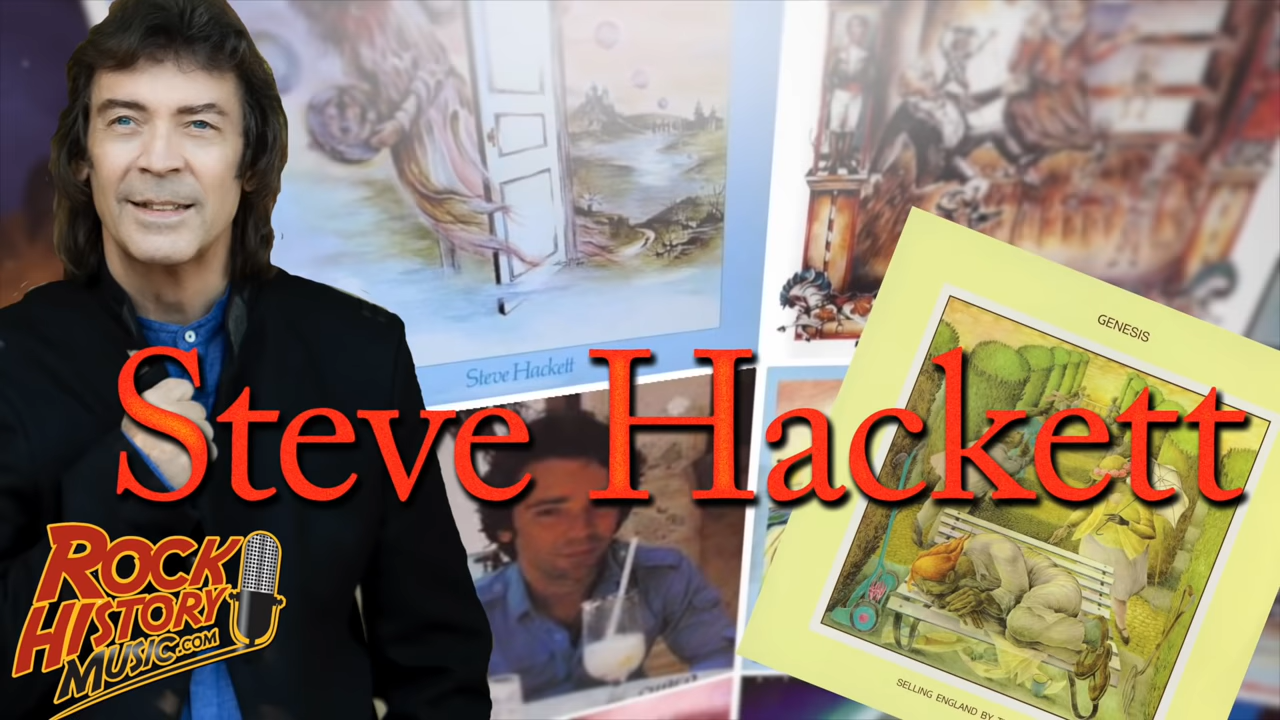 Steve Hackett
GENESIS
Steve Hackett
ROCK
HISTORY
MUSIC.COM
SELLING ENGLAND BY